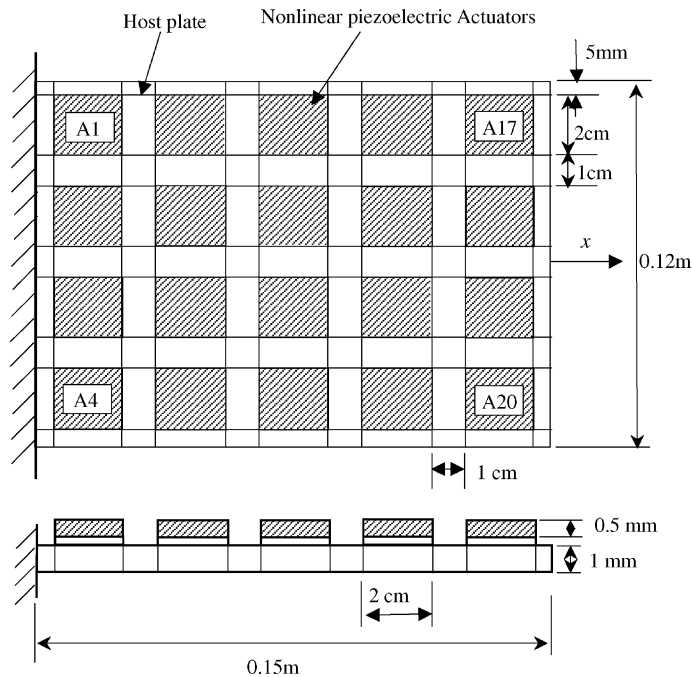 Host plate
Nonlinear piezoelectric Actuators
5mm
A1
A17
2cm
1cm
x
0.12m
A4
A20
1 cm
0.5 mm
1 mm
2 cm
0.15m